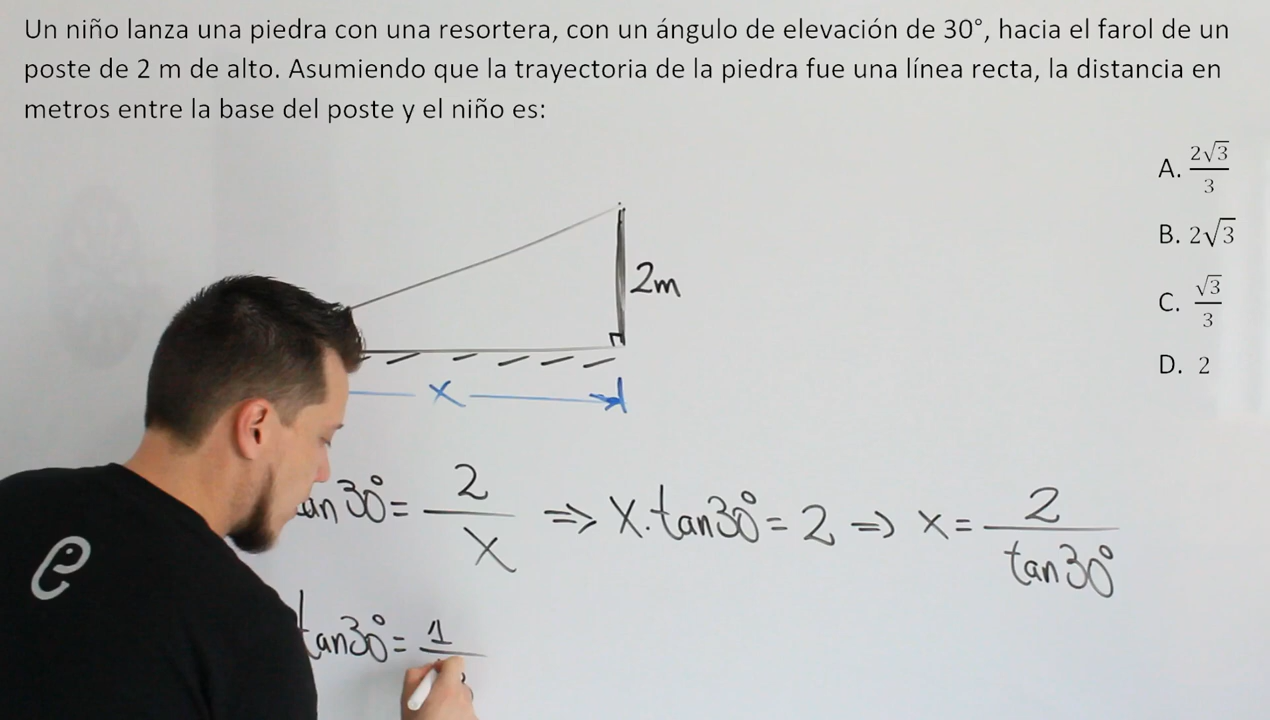 Un niño lanza una piedra con una resortera, con un ángulo de elevación de 30°, hacia el farol de un
poste de 2 m de alto. Asumiendo que la trayectoria de la piedra fue una línea recta, la distancia en
metros entre la base del poste y el niño es:
A. 2√3/3
B. 2√3
C. √3/3
D. 2
2m
x
tan30°= 2/x => x.tan30°= 2 => x= 2/tan30°
tan30°= 1
e